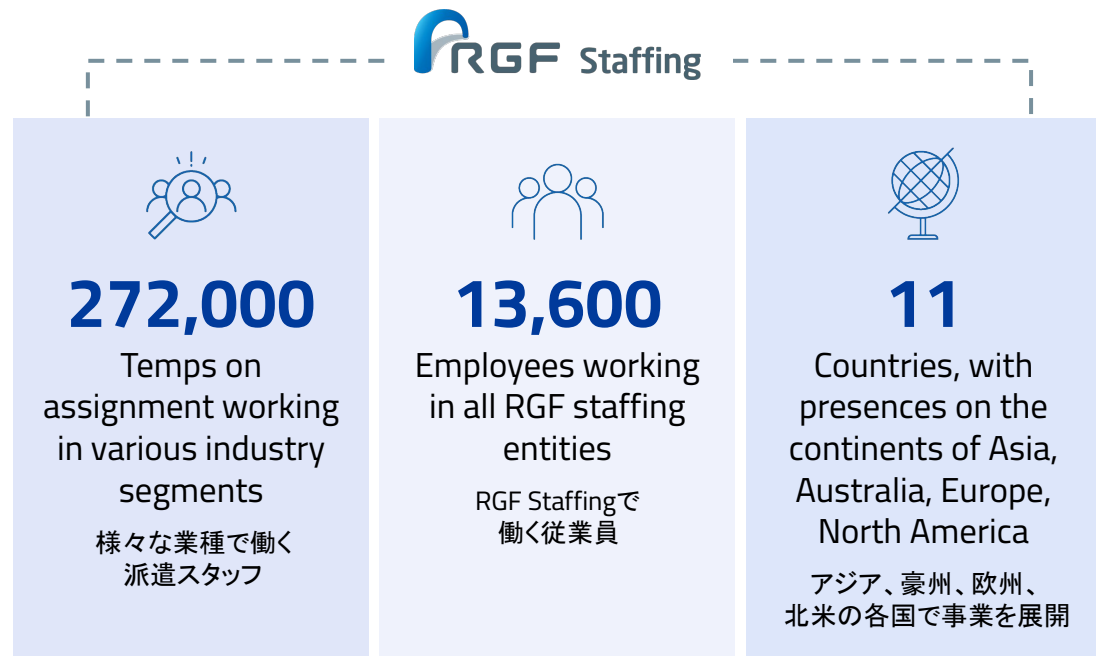 RGF Staffing
272,000
Temps on
assignment working
in various industry
segments
様々な業種で働く
派遣スタッフ
13,600
Employees working
in all RGF staffing
entities
RGF Staffingで
働く従業員
11
Countries, with
presences on the
continents of Asia,
Australia, Europe,
North America
アジア、豪州、欧州、
北米の各国で事業を展開